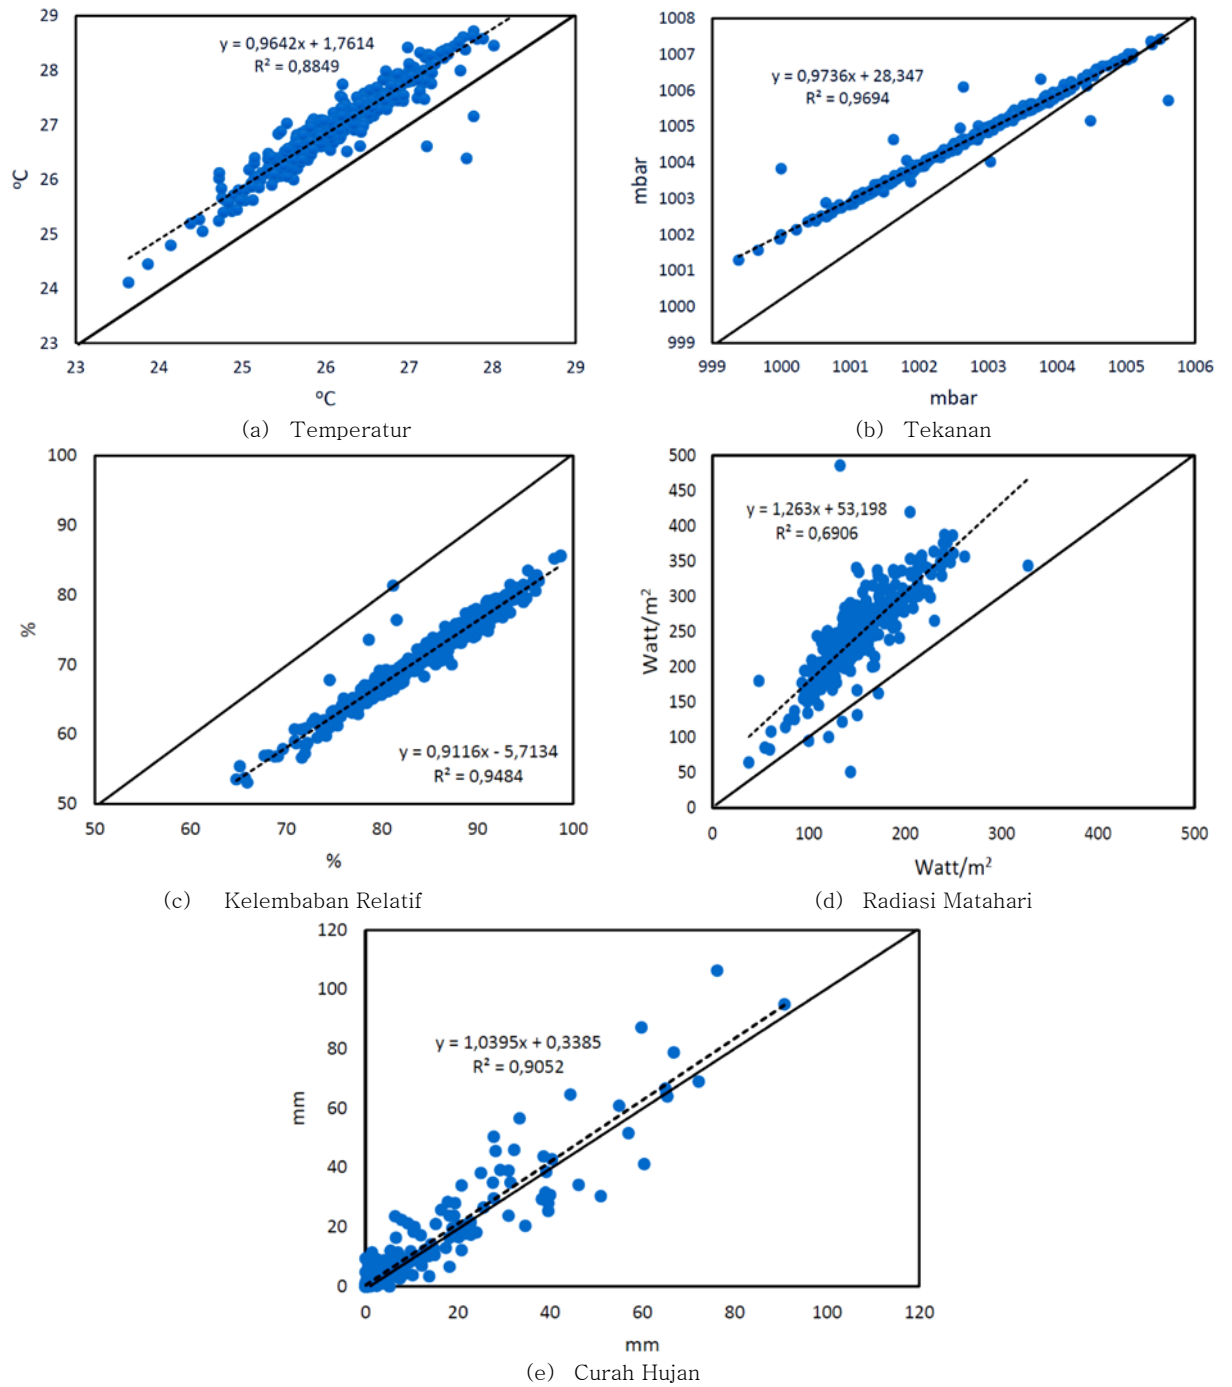 29
28
27
26
25
24
23
ºC
y = 0,9642x + 1,7614
R² = 0,8849
23 24 25 26 27 28 29
ºC
(a) Temperatur
1008
1007
1006
1005
1004
1003
1002
1001
1000
999
mbar
y = 0,9736x + 28,347
R² = 0,9694
999 1000 1001 1002 1003 1004 1005 1006
mbar
(b) Tekanan
100
90
80
70
60
50
%
y = 0,9116x - 5,7134
R² = 0,9484
50 60 70 80 90 100
%
(c) Kelembaban Relatif
500
450
400
350
300
250
200
150
100
50
0
Watt/m²
y = 1,263x + 53,198
R² = 0,6906
0 100 200 300 400 500
Watt/m²
(d) Radiasi Matahari
120
100
80
60
40
20
0
mm
y = 1,0395x + 0,3385
R² = 0,9052
0 20 40 60 80 100 120
mm
(e) Curah Hujan